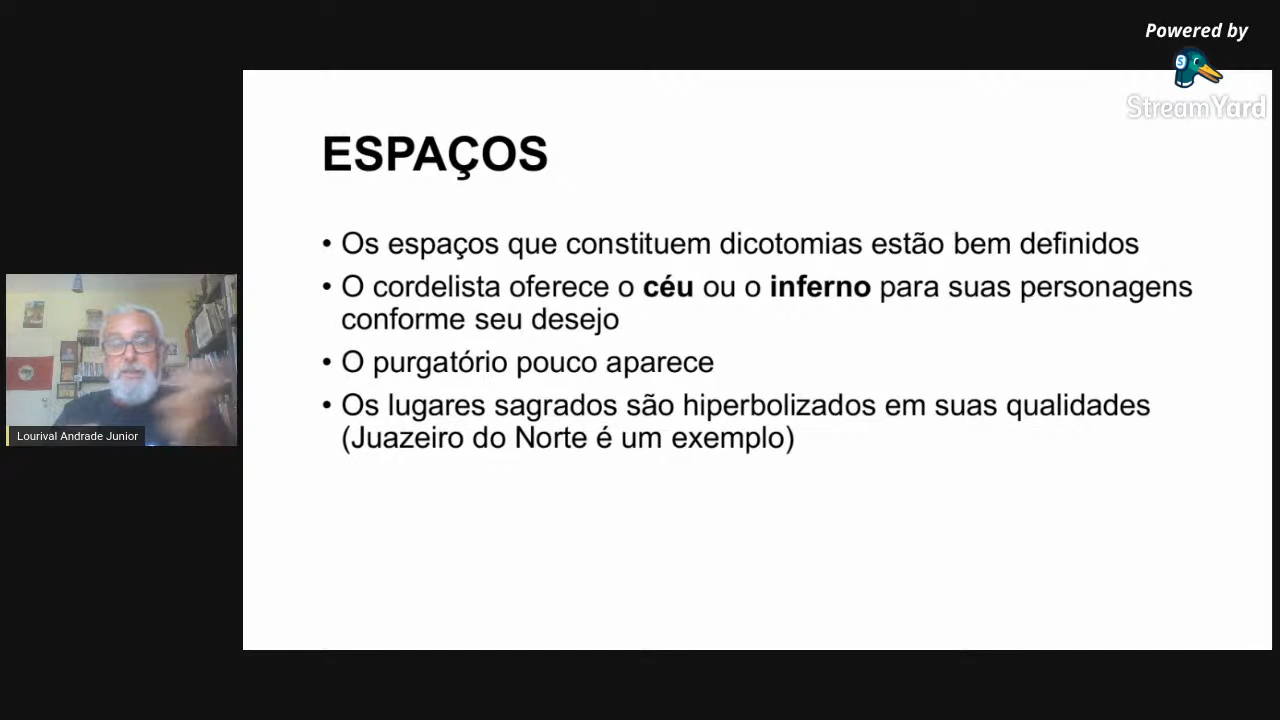 Powered by
StreamYard
ESPAÇOS
• Os espaços que constituem dicotomias estão bem definidos
• O cordelista oferece o céu ou o inferno para suas personagens
conforme seu desejo
• O purgatório pouco aparece
• Os lugares sagrados são hiperbolizados em suas qualidades
(Juazeiro do Norte é um exemplo)
Lourival Andrade Junior